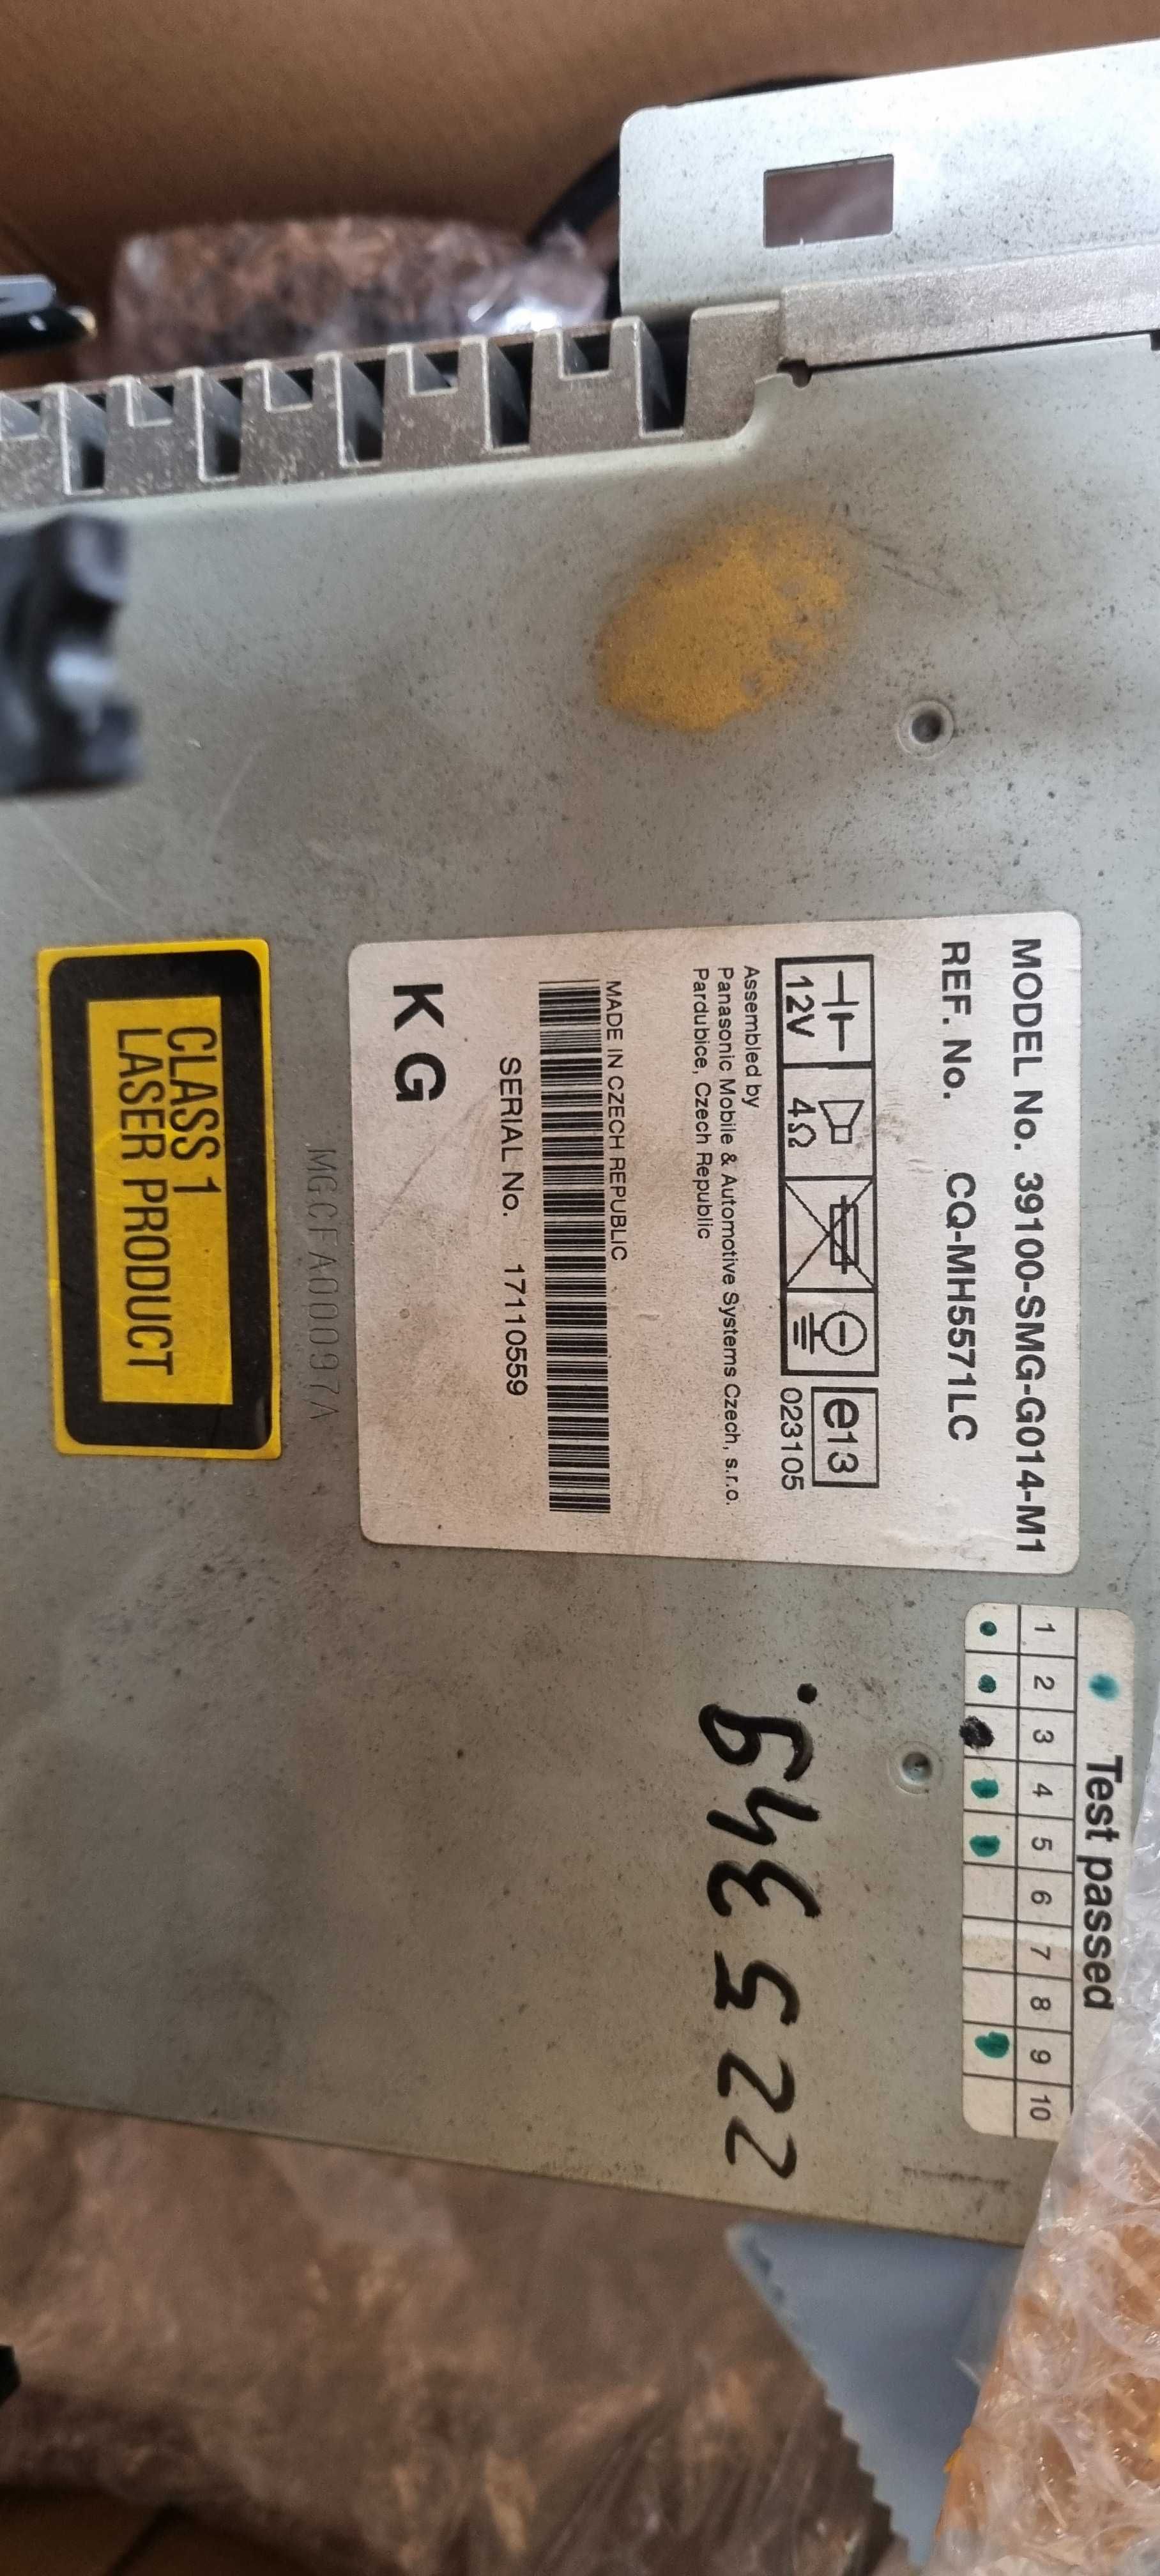 MODEL No. 39100-SMG-G014-M1
REF. No. CQ-MH5571LC
12V 4Ω e13
023105
Assembled by
Panasonic Mobile & Automotive Systems Czech, s.r.o.
Pardubice, Czech Republic
MADE IN CZECH REPUBLIC
SERIAL No. 17110559
K G
MGCFA0097A
CLASS 1
LASER PRODUCT
Test passed
1 2 3 4 5 6 7 8 9 10